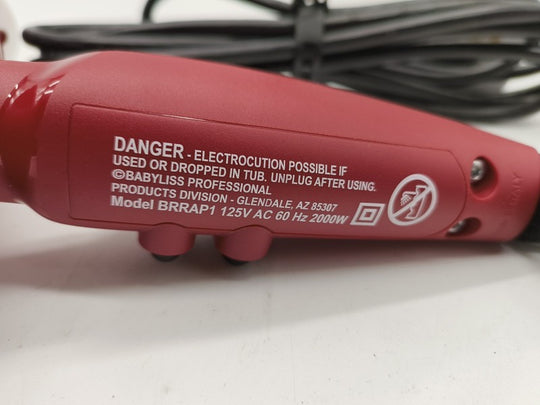 DANGER - ELECTROCUTION POSSIBLE IF
USED OR DROPPED IN TUB. UNPLUG AFTER USING.
©BABYLISS PROFESSIONAL
PRODUCTS DIVISION - GLENDALE, AZ 85307
Model BRRAP1 125V AC 60 Hz 2000W